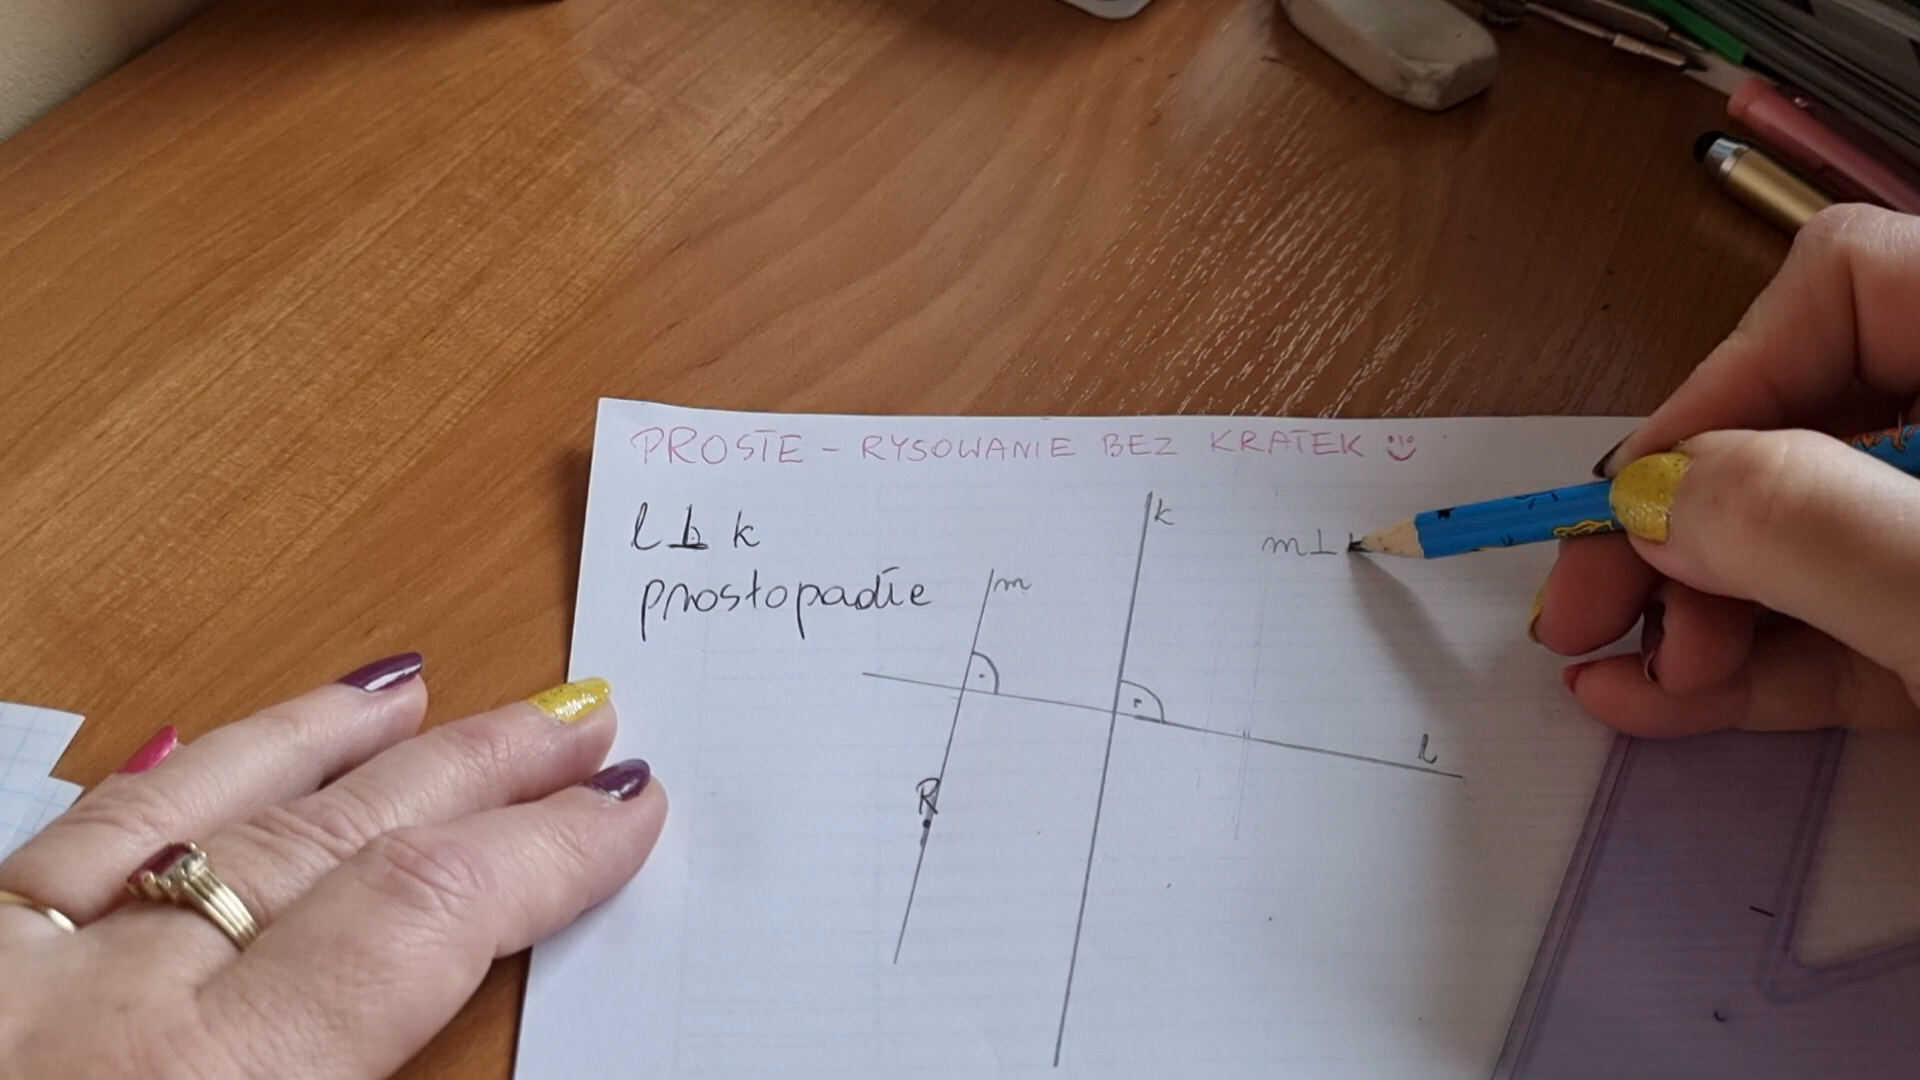 PROSTE - RYSOWANIE BEZ KRATEK
l ⊥ k
prostopadłe
k
m ⊥
m
l
R